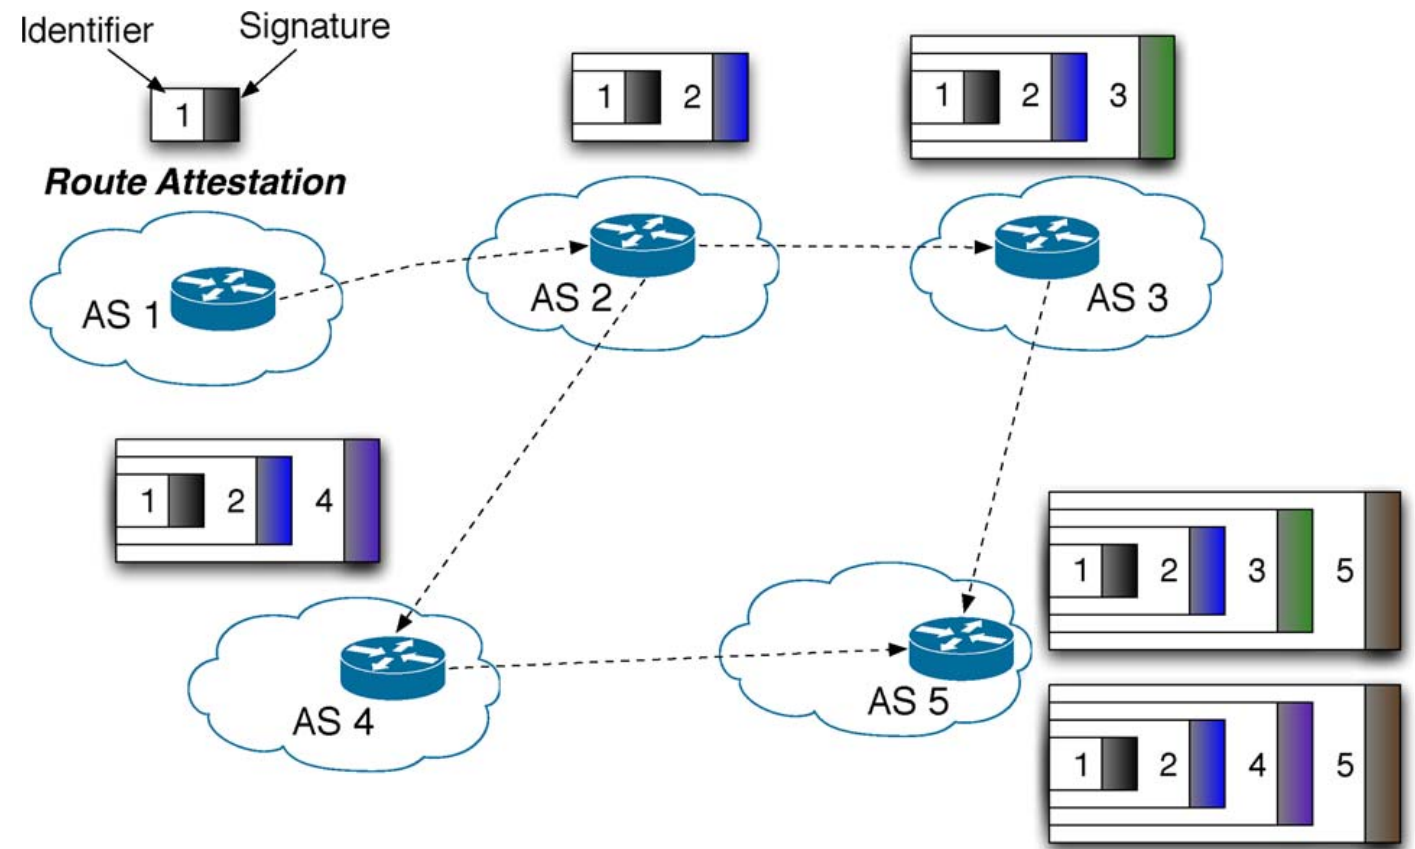 Identifier
Signature
1
Route Attestation
1 2
1 2 3
AS 1
AS 2
AS 3
1 2 4
AS 4
AS 5
1 2 3 5
1 2 4 5